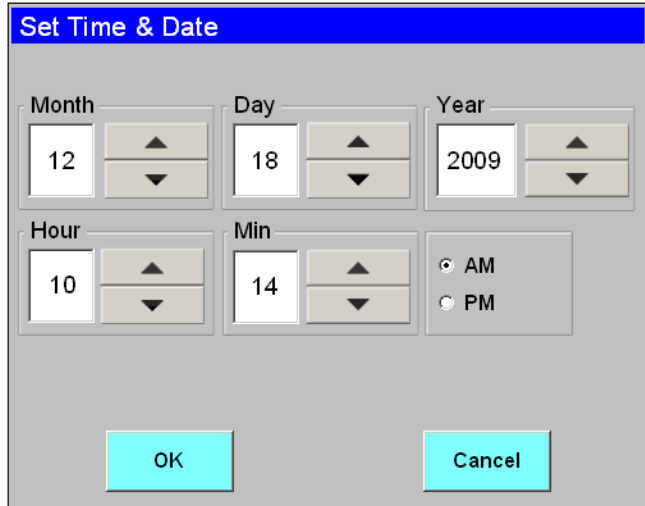 Set Time & Date
Month Day Year
12 18 2009
Hour Min
10 14 AM
PM
OK Cancel